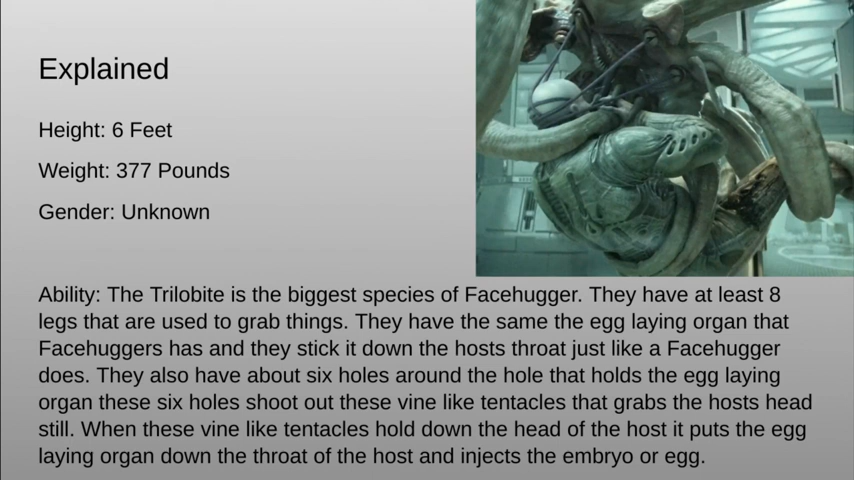 Explained
Height: 6 Feet
Weight: 377 Pounds
Gender: Unknown
Ability: The Trilobite is the biggest species of Facehugger. They have at least 8
legs that are used to grab things. They have the same the egg laying organ that
Facehuggers has and they stick it down the hosts throat just like a Facehugger
does. They also have about six holes around the hole that holds the egg laying
organ these six holes shoot out these vine like tentacles that grabs the hosts head
still. When these vine like tentacles hold down the head of the host it puts the egg
laying organ down the throat of the host and injects the embryo or egg.